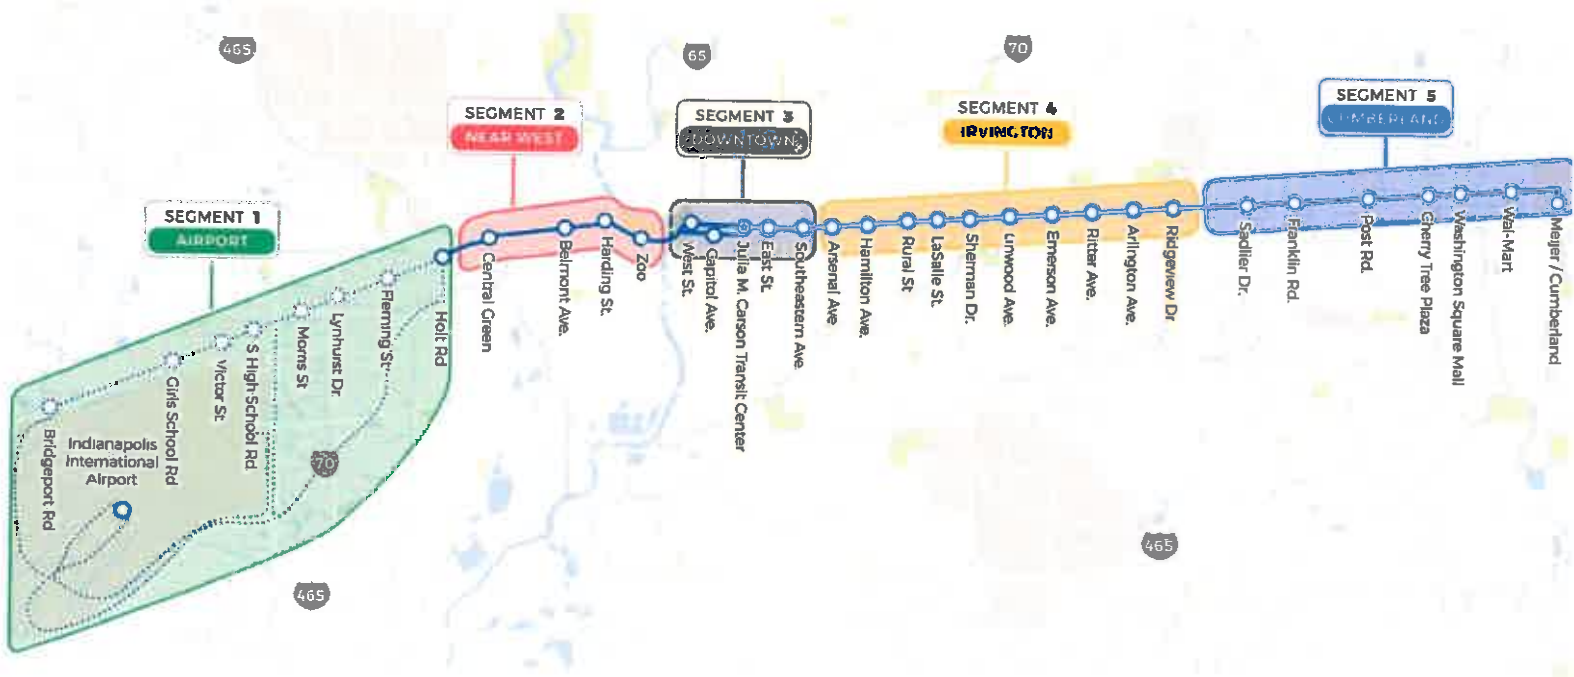 465
65
70
SEGMENT 5
CUMBERLAND
SEGMENT 2
NEAR WEST
SEGMENT 3
DOWNTOWN
SEGMENT 4
IRVINGTON
SEGMENT 1
AIRPORT
Bridgeport Rd
Girls School Rd
Victor St
S High School Rd
Morris St
Lynhurst Dr.
Fleming St
Holt Rd
Central Green
Belmont Ave.
Harding St.
Zoo
West St.
Capitol Ave.
Julia M. Carson Transit Center
East St.
Southeastern Ave.
Arsenal Ave
Hamilton Ave.
Rural St
LaSalle St.
Sherman Dr.
Linwood Ave.
Emerson Ave.
Ritter Ave.
Arlington Ave.
Ridgeview Dr
Sadlier Dr.
Franklin Rd.
Post Rd.
Cherry Tree Plaza
Washington Square Mall
Wal-Mart
Meijer / Cumberland
Indianapolis
International
Airport
70
465
465